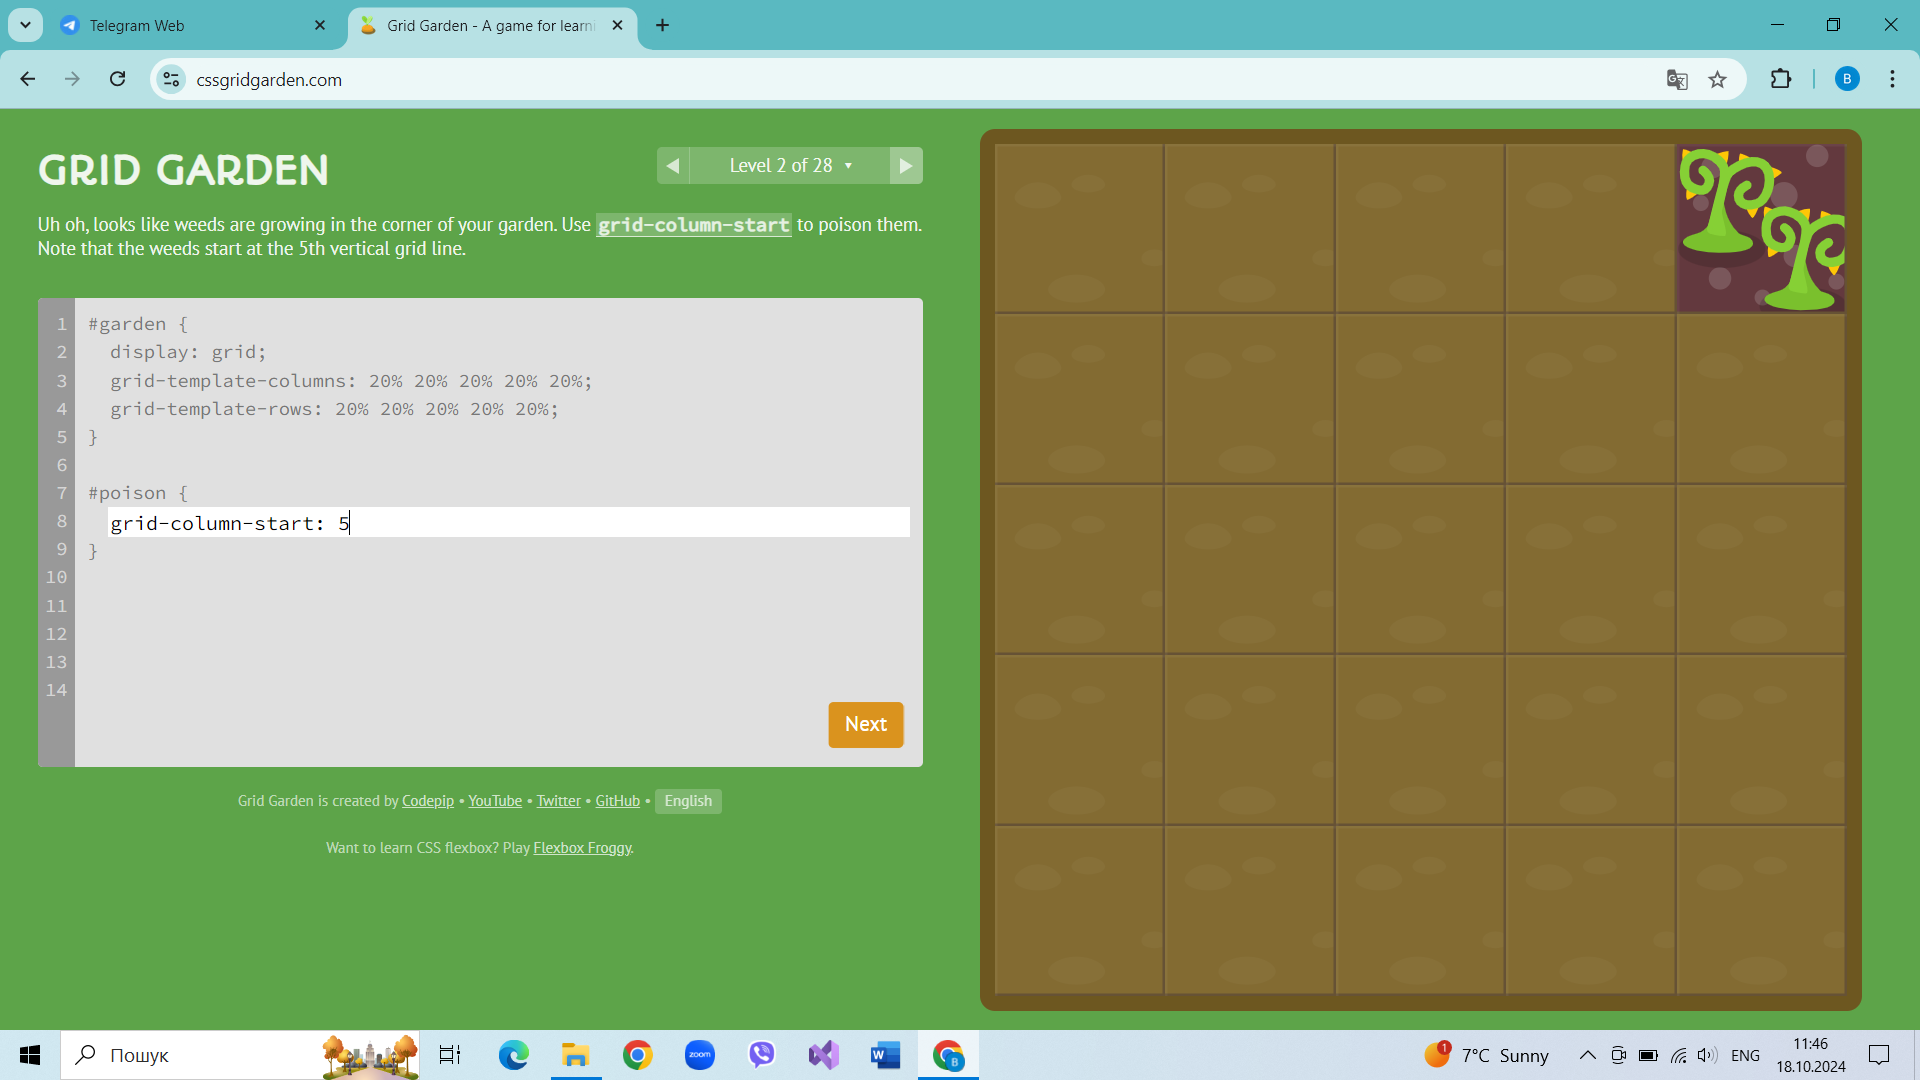 Telegram Web
Grid Garden - A game for learni
cssgridgarden.com
B
GRID GARDEN
Level 2 of 28
Uh oh, looks like weeds are growing in the corner of your garden. Use grid-column-start to poison them.
Note that the weeds start at the 5th vertical grid line.
1 #garden {
2 display: grid;
3 grid-template-columns: 20% 20% 20% 20% 20%;
4 grid-template-rows: 20% 20% 20% 20% 20%;
5 }
6
7 #poison {
8 grid-column-start: 5
9 }
10
11
12
13
14
Next
Grid Garden is created by Codepip • YouTube • Twitter • GitHub • English
Want to learn CSS flexbox? Play Flexbox Froggy.
Пошук
zoom
W
B
1
7°C Sunny
ENG
11:46
18.10.2024